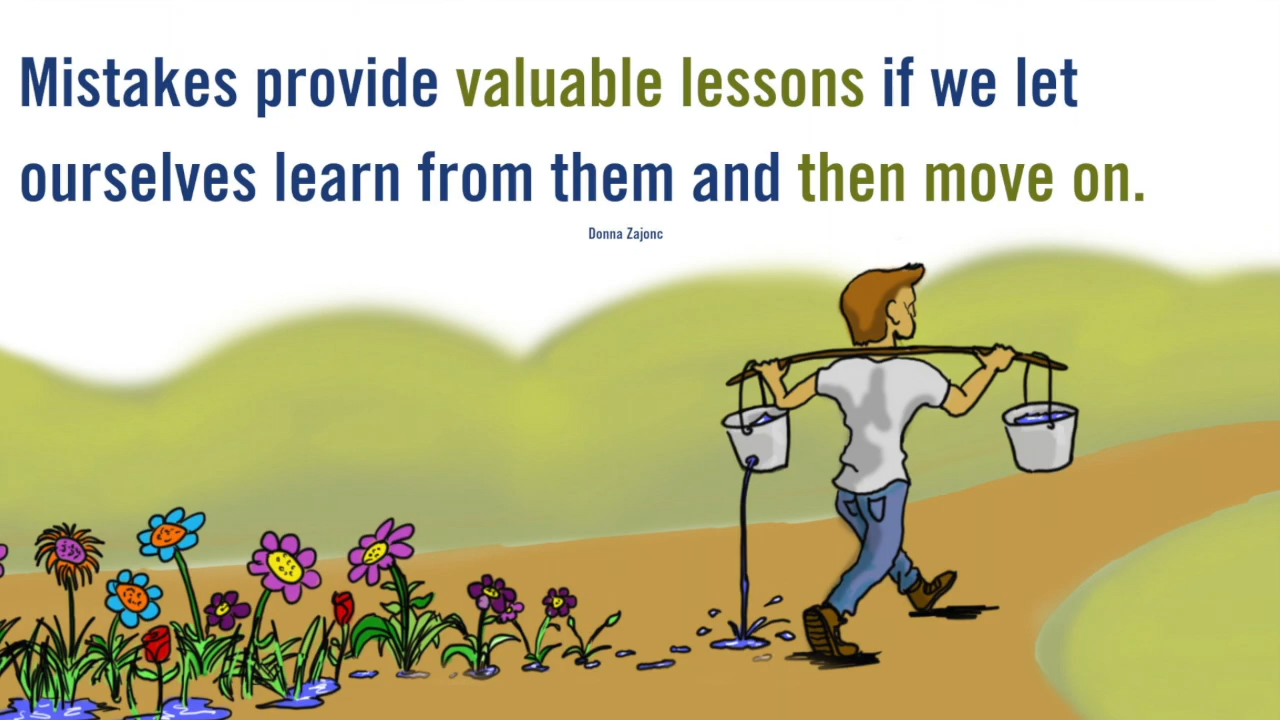 Mistakes provide valuable lessons if we let
ourselves learn from them and then move on.
Donna Zajonc